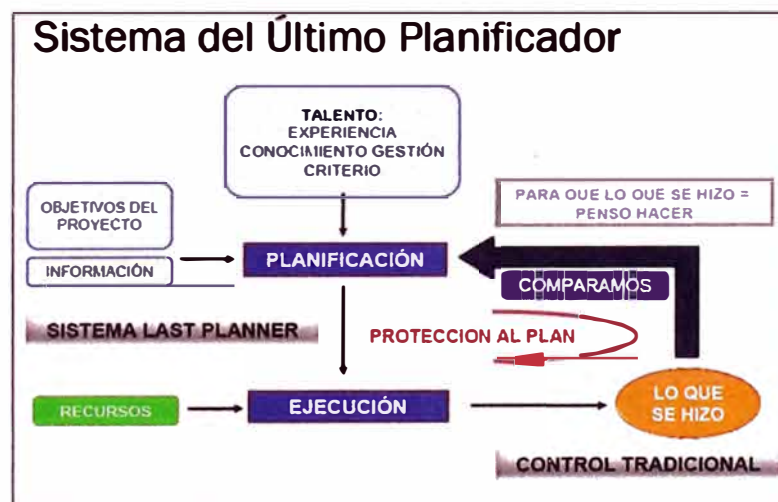 Sistema del Último Planificador
TALENTO:
EXPERIENCIA
CONOCIMIENTO GESTIÓN
CRITERIO
OBJETIVOS DEL
PROYECTO
INFORMACIÓN
PLANIFICACIÓN
PARA QUE LO QUE SE HIZO =
PENSO HACER
COMPARAMOS
SISTEMA LAST PLANNER
PROTECCION AL PLAN
RECURSOS
EJECUCIÓN
LO QUE
SE HIZO
CONTROL TRADICIONAL